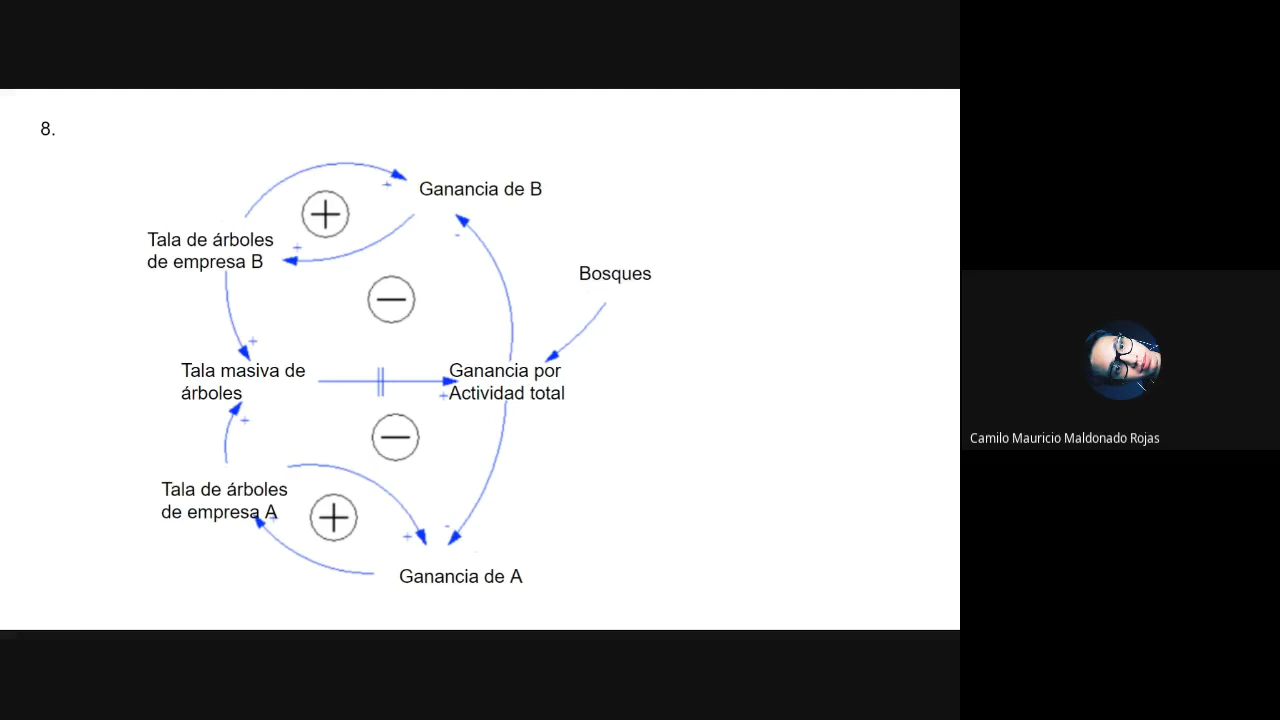 8.
Ganancia de B
Tala de árboles
de empresa B
Bosques
Tala masiva de
árboles
Ganancia por
Actividad total
Tala de árboles
de empresa A
Ganancia de A
Camilo Mauricio Maldonado Rojas